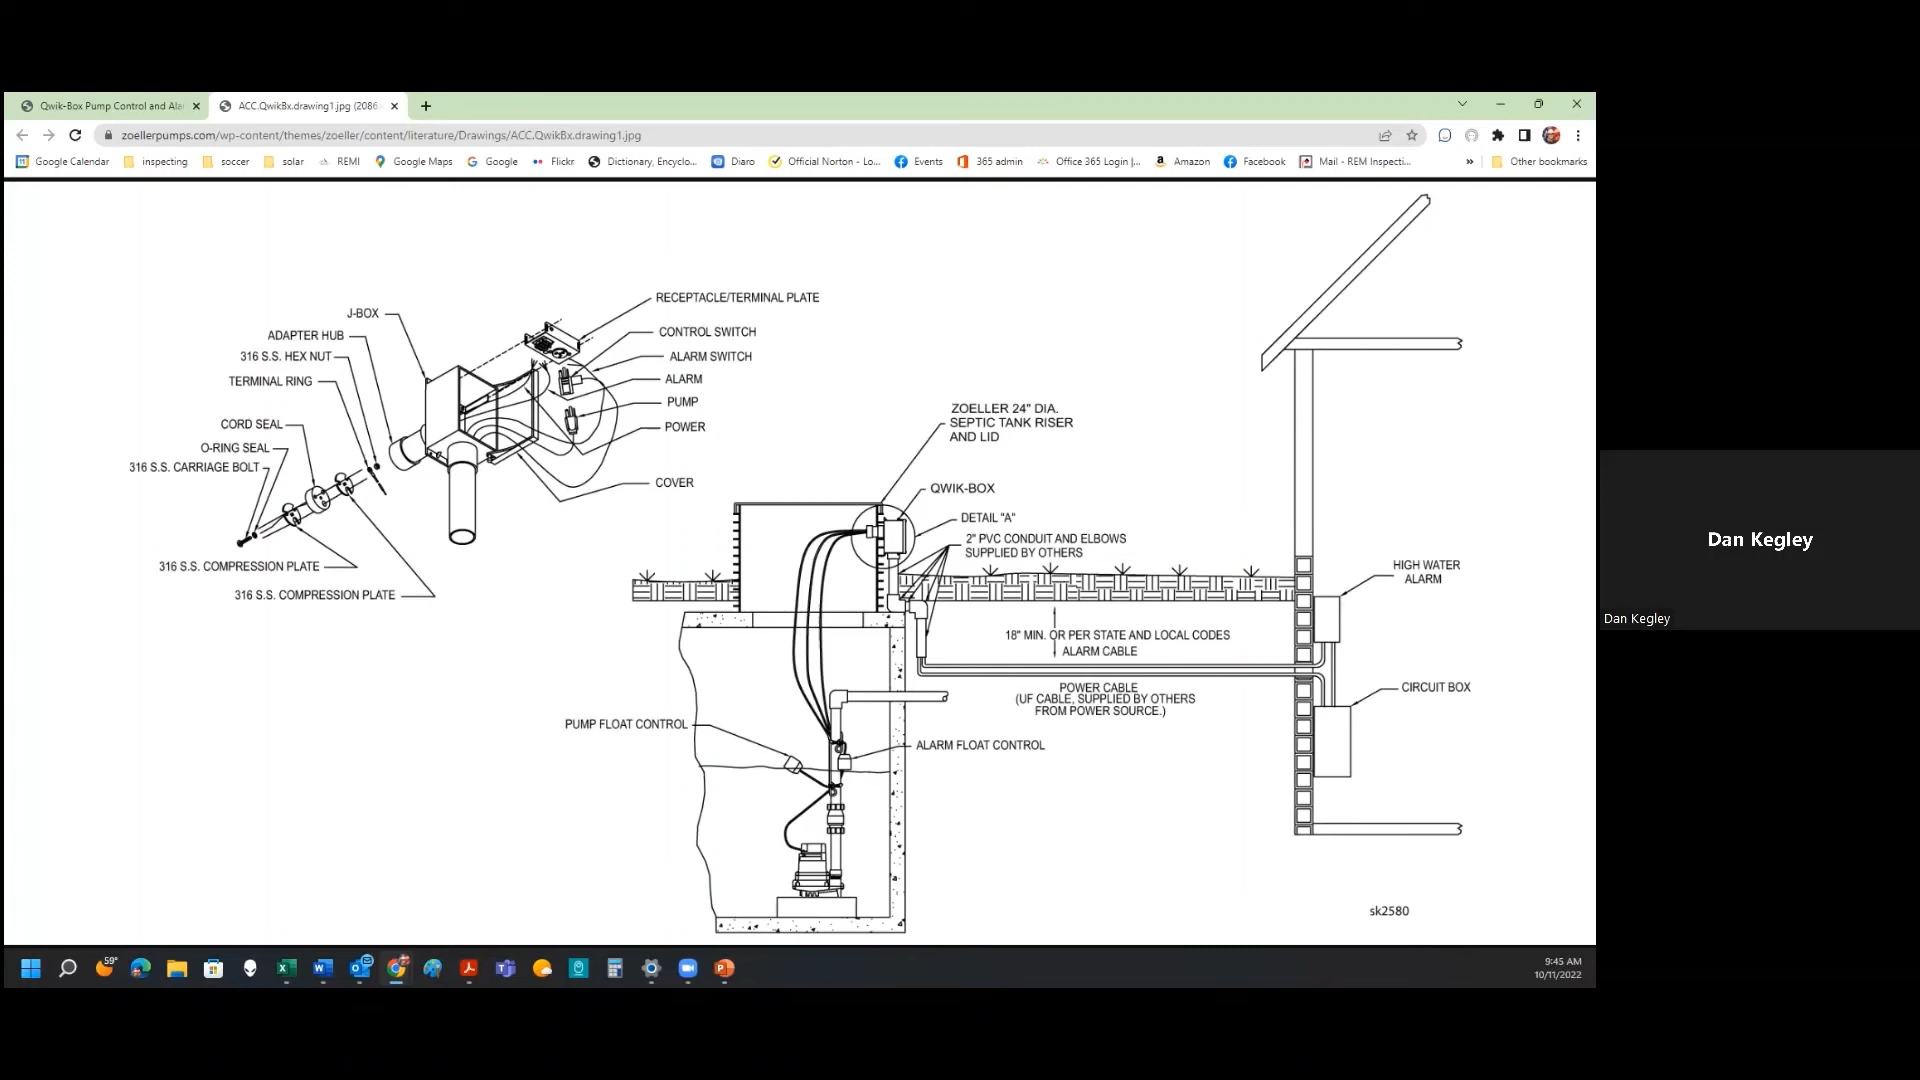 Qwik-Box Pump Control and Ala
ACC.QwikBx.drawing1.jpg (2086
zoellerpumps.com/wp-content/themes/zoeller/content/literature/Drawings/ACC.QwikBx.drawing1.jpg
Google Calendar
inspecting
soccer
solar
REMI
Google Maps
Google
Flickr
Dictionary, Encyclo...
Diaro
Official Norton - Lo...
Events
365 admin
Office 365 Login |...
Amazon
Facebook
Mail - REM Inspecti...
»
Other bookmarks
RECEPTACLE/TERMINAL PLATE
J-BOX
CONTROL SWITCH
ADAPTER HUB
316 S.S. HEX NUT
ALARM SWITCH
TERMINAL RING
ALARM
PUMP
CORD SEAL
POWER
O-RING SEAL
316 S.S. CARRIAGE BOLT
COVER
316 S.S. COMPRESSION PLATE
316 S.S. COMPRESSION PLATE
ZOELLER 24" DIA.
SEPTIC TANK RISER
AND LID
QWIK-BOX
DETAIL "A"
2" PVC CONDUIT AND ELBOWS
SUPPLIED BY OTHERS
HIGH WATER
ALARM
18" MIN. OR PER STATE AND LOCAL CODES
ALARM CABLE
POWER CABLE
(UF CABLE, SUPPLIED BY OTHERS
FROM POWER SOURCE.)
CIRCUIT BOX
PUMP FLOAT CONTROL
ALARM FLOAT CONTROL
sk2580
Dan Kegley
Dan Kegley
59°
9:45 AM
10/11/2022